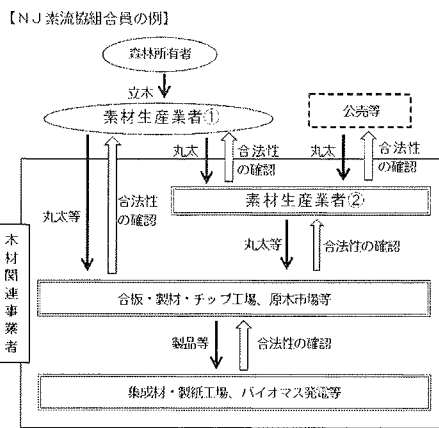 【NJ素流協組合員の例】
森林所有者
立木
素材生産業者①
公売等
丸太
合法性
の確認
丸太
合法性
の確認
素材生産業者②
丸太等
合法性
の確認
丸太等
合法性の確認
木材関連事業者
合板・製材・チップ工場、原木市場等
製品等
合法性の確認
集成材・製紙工場、バイオマス発電等